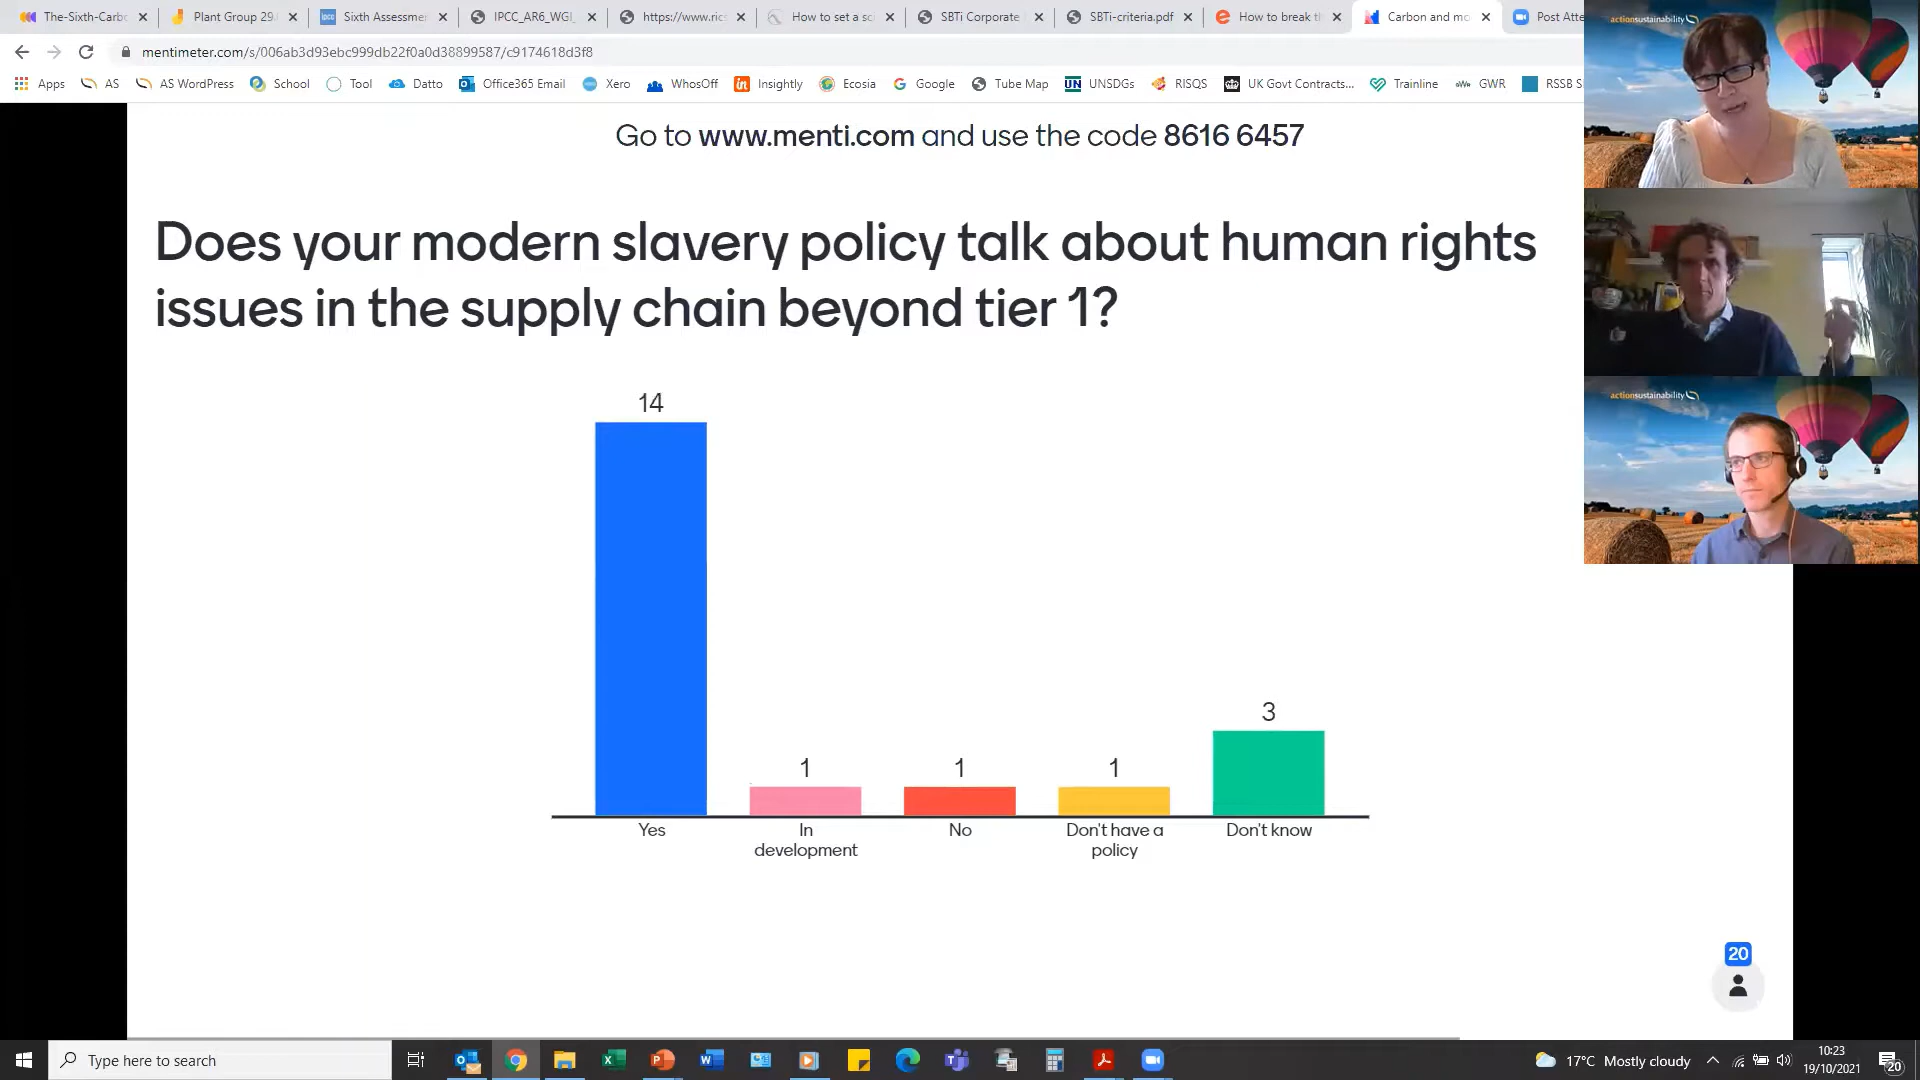 The-Sixth-Carbo
Plant Group 29.
Sixth Assessme
IPCC_AR6_WGI_
https://www.rics
How to set a sc
SBTi Corporate
SBTi-criteria.pdf
How to break th
Carbon and mo
Post Atte
mentimeter.com/s/006ab3d93ebc999db22f0a0d38899587/c9174618d3f8
Apps
AS
AS WordPress
School
Tool
Datto
Office365 Email
Xero
WhosOff
Insightly
Ecosia
Google
Tube Map
UN UNSDGs
RISQS
UK Govt Contracts...
Trainline
GWR
RSSB S
actionsustainability
Go to www.menti.com and use the code 8616 6457
Does your modern slavery policy talk about human rights
issues in the supply chain beyond tier 1?
actionsustainability
14
1
1
1
3
Yes
In
development
No
Don't have a
policy
Don't know
20
Type here to search
17°C Mostly cloudy
10:23
19/10/2021
20